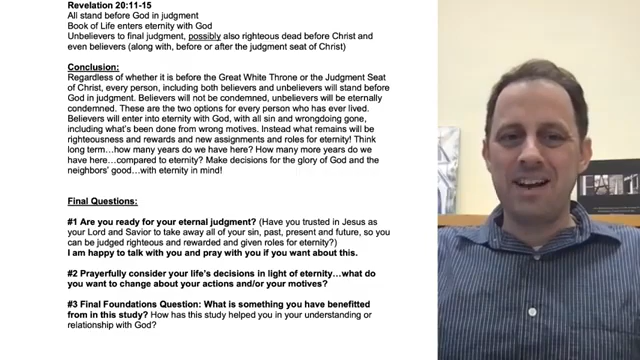 Revelation 20:11-15
All stand before God in judgment
Book of Life enters eternity with God
Unbelievers to final judgment, possibly also righteous dead before Christ and
even believers (along with, before or after the judgment seat of Christ)
Conclusion:
Regardless of whether it is before the Great White Throne or the Judgment Seat
of Christ, every person, including both believers and unbelievers will stand before
God in judgment. Believers will not be condemned, unbelievers will be eternally
condemned. These are the two options for every person who has ever lived.
Believers will enter into eternity with God, with all sin and wrongdoing gone,
including what's been done from wrong motives. Instead what remains will be
righteousness and rewards and new assignments and roles for eternity! Think
long term…how many years do we have here? How many more years do we
have here…compared to eternity? Make decisions for the glory of God and the
neighbors' good…with eternity in mind!
Final Questions:
#1 Are you ready for your eternal judgment? (Have you trusted in Jesus as
your Lord and Savior to take away all of your sin, past, present and future, so
you can be judged righteous and rewarded and given roles for eternity?)
I am happy to talk with you and pray with you if you want about this.
#2 Prayerfully consider your life's decisions in light of eternity…what do
you want to change about your actions and/or your motives?
#3 Final Foundations Question: What is something you have benefitted
from in this study? How has this study helped you in your understanding or
relationship with God?